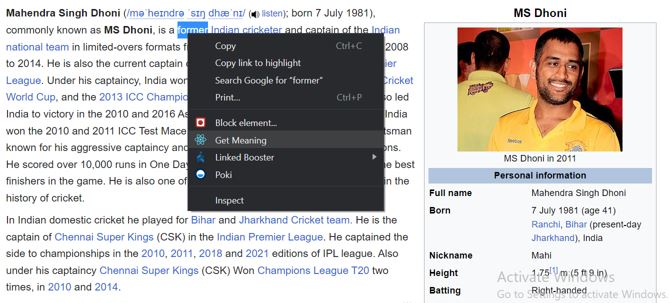 Mahendra Singh Dhoni (/məˈheɪndrə ˈsɪŋ dhæˈnɪ/ (listen); born 7 July 1981),
commonly known as MS Dhoni, is a former Indian cricketer and captain of the Indian
national team in limited-overs formats f 2008
to 2014. He is also the current captain o ier
League. Under his captaincy, India won Cricket
World Cup, and the 2013 ICC Champio so led
India to victory in the 2010 and 2016 As
India won the 2010 and 2011 ICC Test Mace tsman
known for his aggressive captaincy and ons.
He scored over 10,000 runs in One Day e best
finishers in the game. He is also one of in the
history of cricket.
In Indian domestic cricket he played for Bihar and Jharkhand Cricket team. He is the
captain of Chennai Super Kings (CSK) in the Indian Premier League. He captained the
side to championships in the 2010, 2011, 2018 and 2021 editions of IPL league. Also
under his captaincy Chennai Super Kings (CSK) Won Champions League T20 two
times, in 2010 and 2014.
Copy Ctrl+C
Copy link to highlight
Search Google for "former"
Print... Ctrl+P
Block element...
Get Meaning
Linked Booster
Poki
Inspect
MS Dhoni
MS Dhoni in 2011
Personal information
Full name Mahendra Singh Dhoni
Born 7 July 1981 (age 41)
Ranchi, Bihar (present-day
Jharkhand), India
Nickname Mahi
Height 1.75[1] m (5 ft 9 in)
Batting Right-handed
Activate Windows
Go to Settings to activate Windows.